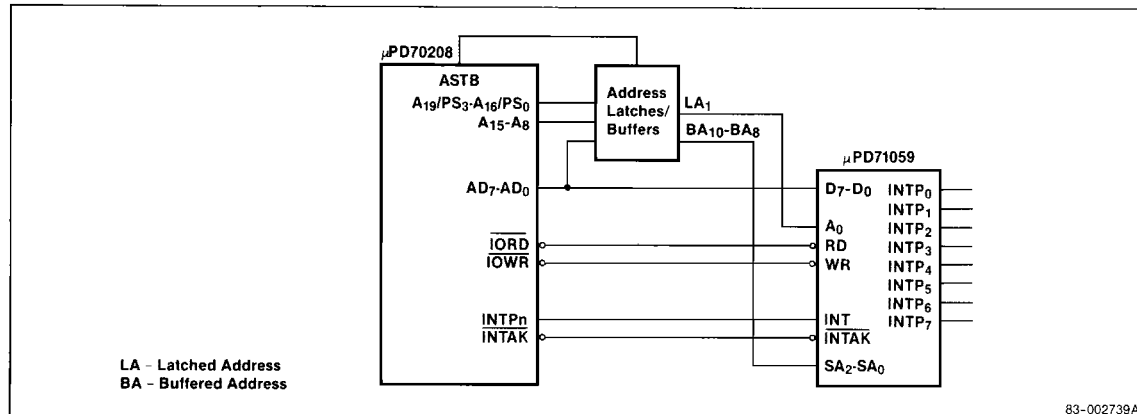 μPD70208
ASTB
A19/PS3-A16/PS0
A15-A8
AD7-AD0
IORD
IOWR
INTPn
INTAK
Address
Latches/
Buffers
LA1
BA10-BA8
μPD71059
D7-D0
A0
RD
WR
INT
INTAK
SA2-SA0
INTP0
INTP1
INTP2
INTP3
INTP4
INTP5
INTP6
INTP7
LA - Latched Address
BA - Buffered Address
83-002739A